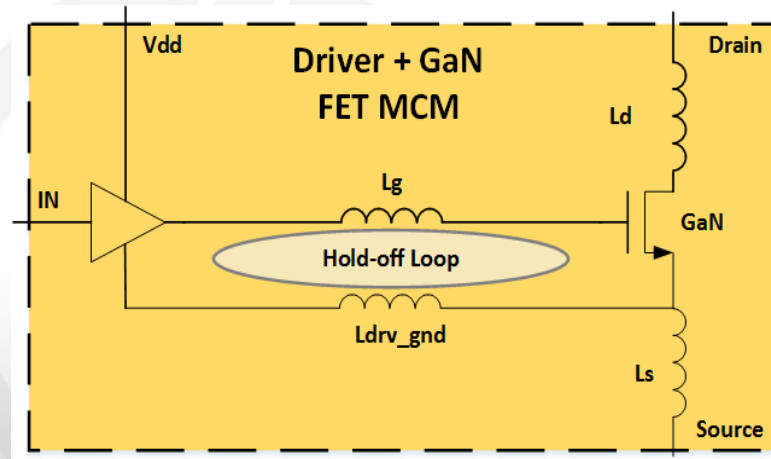 Vdd
Driver + GaN
FET MCM
Drain
Ld
IN
Lg
GaN
Hold-off Loop
Ldrv_gnd
Ls
Source